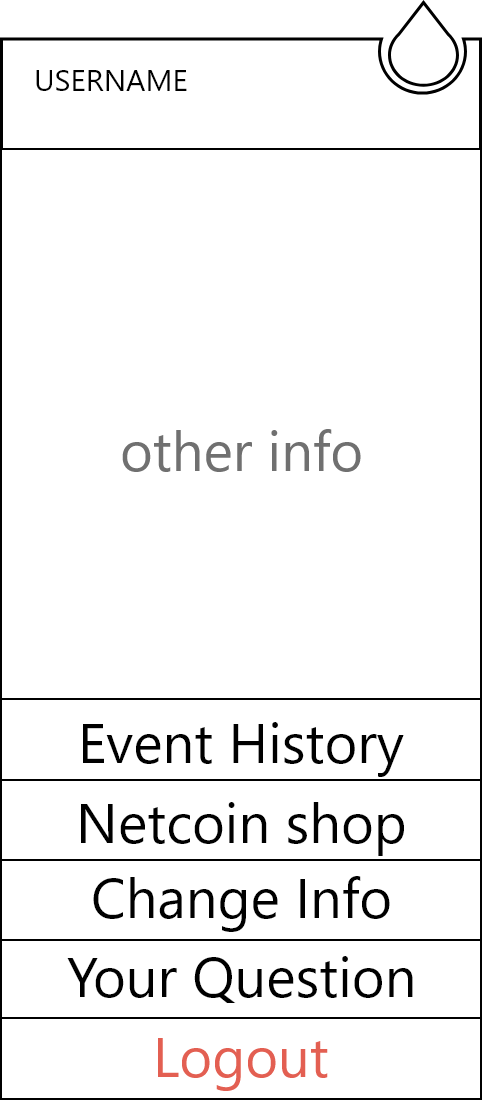 USERNAME
other info
Event History
Netcoin shop
Change Info
Your Question
Logout